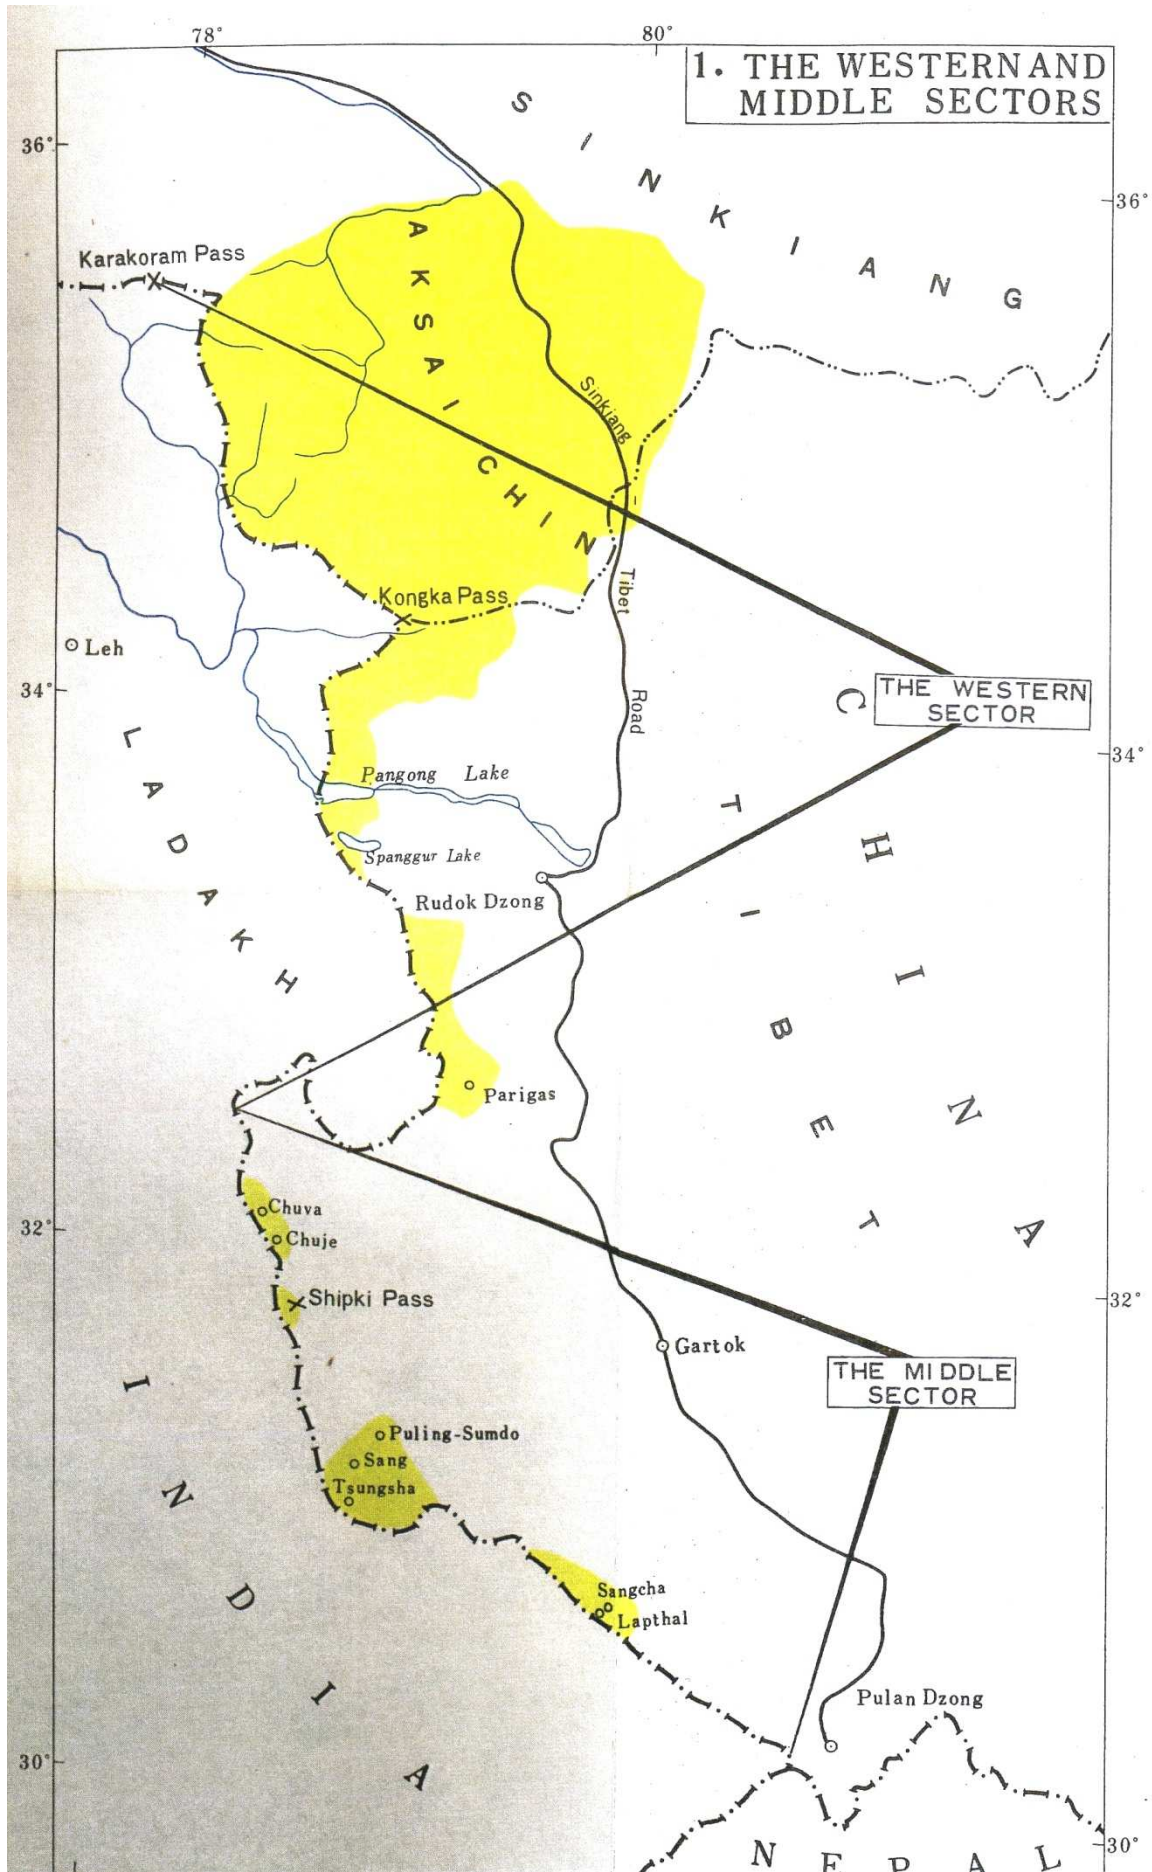 78°
80°
1. THE WESTERN AND
MIDDLE SECTORS
36°
36°
SINKIANG
Karakoram Pass
AKSAI CHIN
Sinkiang
-
Tibet
Road
Kongka Pass
Leh
34°
34°
THE WESTERN
SECTOR
CHINA
LADAKH
TIBET
Pangong Lake
Spanggur Lake
Rudok Dzong
Parigas
32°
32°
Chuva
Chuje
Shipki Pass
Gartok
THE MIDDLE
SECTOR
INDIA
Puling-Sumdo
Sang
Tsungsha
Sangcha
Lapthal
Pulan Dzong
30°
30°
NEPAL